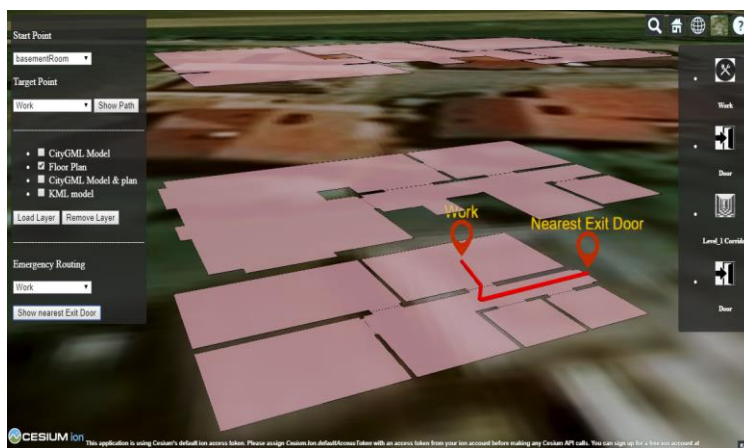 Start Point
basementRoom
Target Point
Work
Show Path
CityGML Model
Floor Plan
CityGML Model & plan
KML model
Load Layer
Remove Layer
Emergency Routing
Work
Show nearest Exit Door
Work
Nearest Exit Door
?
Work
Door
Level_1 Corrido
Door
CESIUM ion
This application is using Cesium's default ion access token. Please assign Cesium.Ion.defaultAccessToken with an access token from your ion account before making any Cesium API calls. You can sign up for a free ion account at